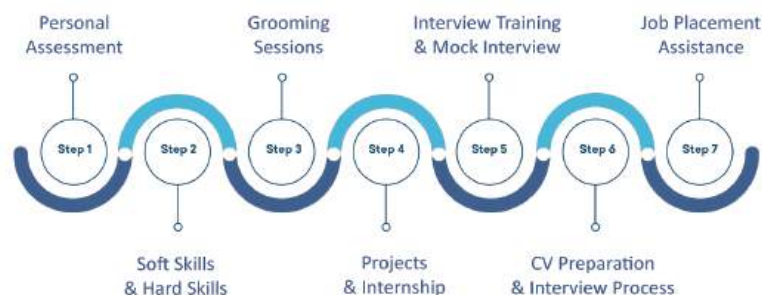 Personal
Assessment
Grooming
Sessions
Interview Training
& Mock Interview
Job Placement
Assistance
Step 1
Step 2
Step 3
Step 4
Step 5
Step 6
Step 7
Soft Skills
& Hard Skills
Projects
& Internship
CV Preparation
& Interview Process